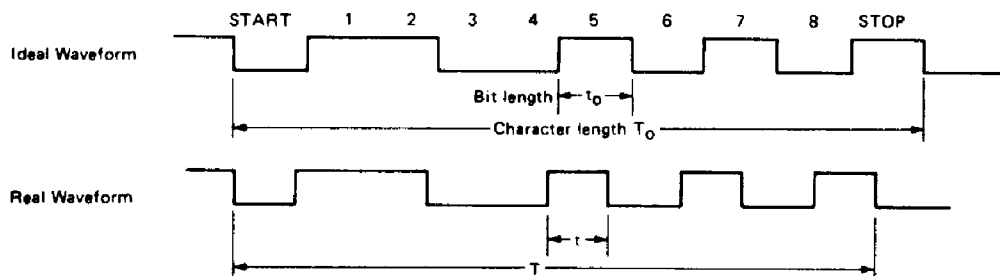 START 1 2 3 4 5 6 7 8 STOP
Ideal Waveform
Bit length t₀
Character length T₀
Real Waveform
t
T